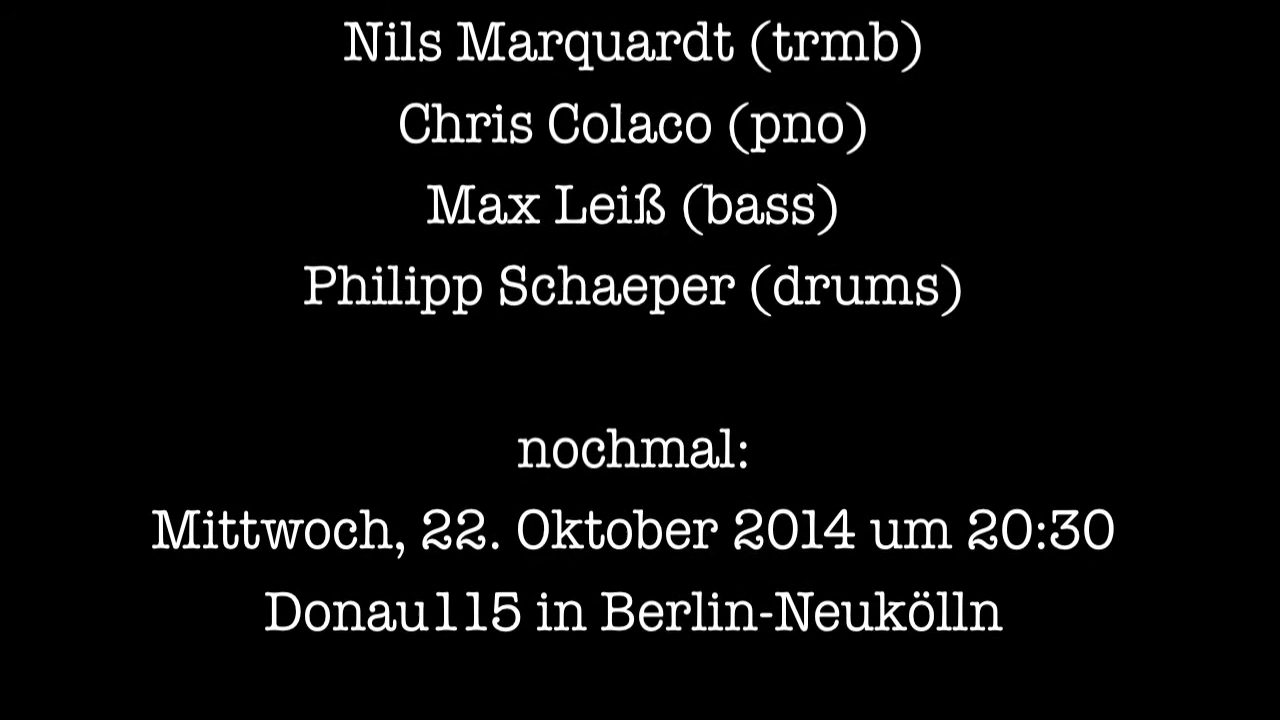 Nils Marquardt (trmb)
Chris Colaco (pno)
Max Leiß (bass)
Philipp Schaeper (drums)
nochmal:
Mittwoch, 22. Oktober 2014 um 20:30
Donau115 in Berlin-Neukölln